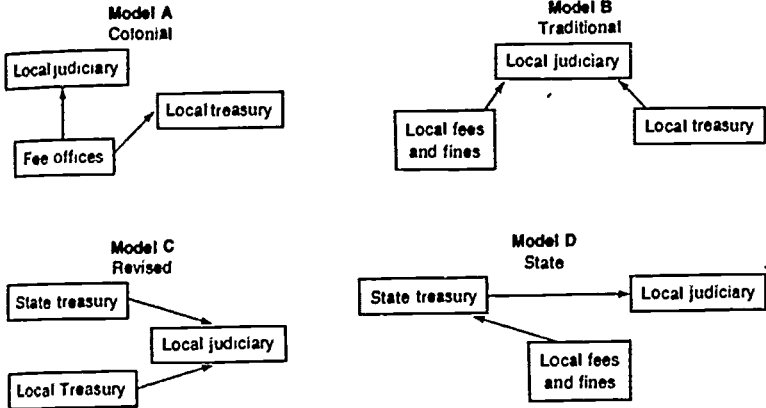 Model A
Colonial
Local judiciary
Local treasury
Fee offices
Model B
Traditional
Local judiciary
Local fees
and fines
Local treasury
Model C
Revised
State treasury
Local judiciary
Local Treasury
Model D
State
State treasury
Local judiciary
Local fees
and fines